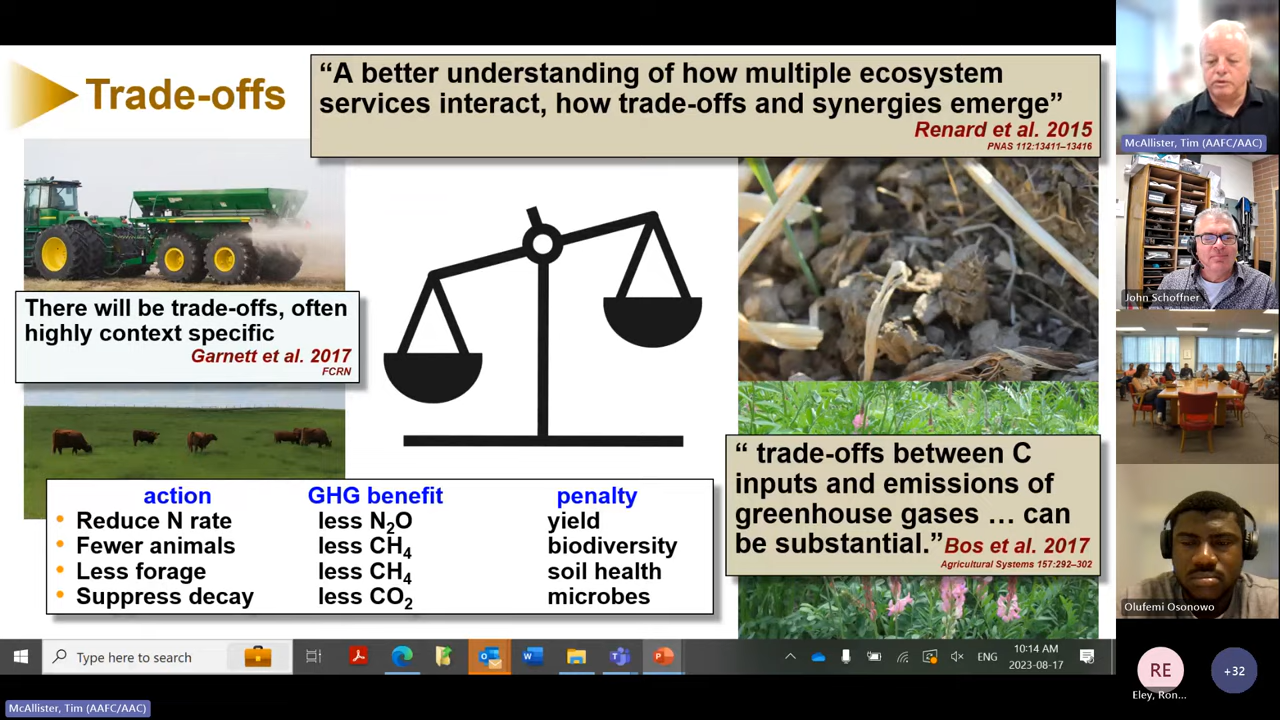 Trade-offs
“A better understanding of how multiple ecosystem
services interact, how trade-offs and synergies emerge”
Renard et al. 2015
PNAS 112:13411–13416
There will be trade-offs, often
highly context specific
Garnett et al. 2017
FCRN
action GHG benefit penalty
• Reduce N rate less N2O yield
• Fewer animals less CH4 biodiversity
• Less forage less CH4 soil health
• Suppress decay less CO2 microbes
“ trade-offs between C
inputs and emissions of
greenhouse gases … can
be substantial.” Bos et al. 2017
Agricultural Systems 157:292–302
McAllister, Tim (AAFC/AAC)
John Schoffner
Olufemi Osonowo
RE
Eley, Ron...
+32
Type here to search
ENG
10:14 AM
2023-08-17
McAllister, Tim (AAFC/AAC)